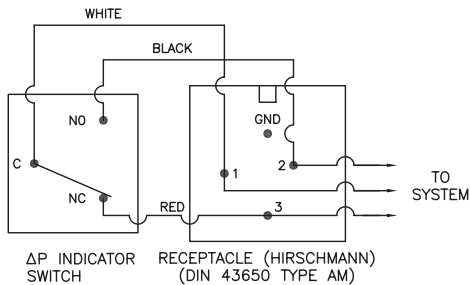 WHITE
BLACK
NO
GND
C
1
2
TO
SYSTEM
NC
RED
3
ΔP INDICATOR
SWITCH
RECEPTACLE (HIRSCHMANN)
(DIN 43650 TYPE AM)